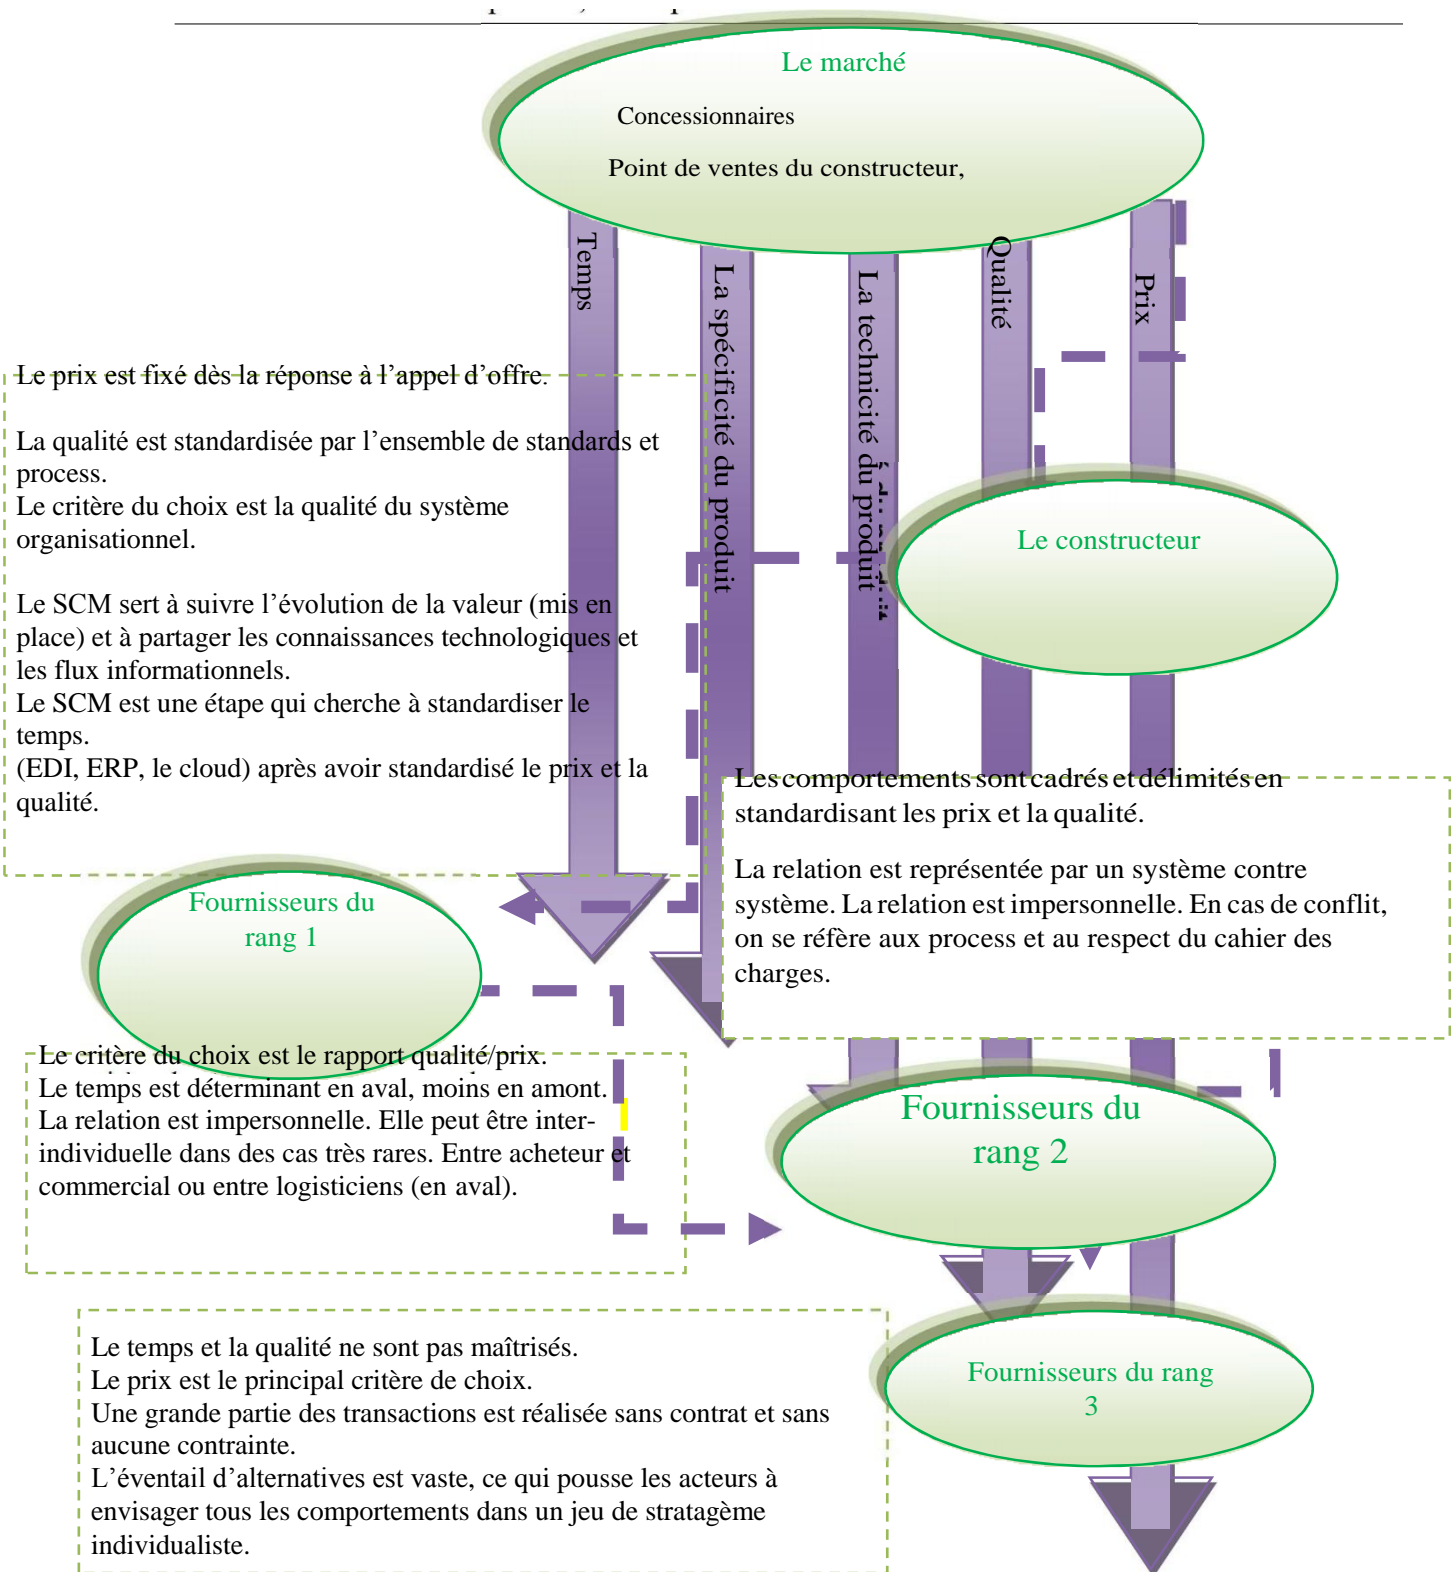 Le marché
Concessionnaires
Point de ventes du constructeur,
Temps
La spécificité du produit
La technicité du produit
Qualité
Prix
Le prix est fixé dès la réponse à l’appel d’offre.
La qualité est standardisée par l’ensemble de standards et
process.
Le critère du choix est la qualité du système
organisationnel.
Le SCM sert à suivre l’évolution de la valeur (mis en
place) et à partager les connaissances technologiques et
les flux informationnels.
Le SCM est une étape qui cherche à standardiser le
temps.
(EDI, ERP, le cloud) après avoir standardisé le prix et la
qualité.
Le constructeur
Les comportements sont cadrés et délimités en
standardisant les prix et la qualité.
La relation est représentée par un système contre
système. La relation est impersonnelle. En cas de conflit,
on se réfère aux process et au respect du cahier des
charges.
Fournisseurs du
rang 1
Le critère du choix est le rapport qualité/prix.
Le temps est déterminant en aval, moins en amont.
La relation est impersonnelle. Elle peut être inter-
individuelle dans des cas très rares. Entre acheteur et
commercial ou entre logisticiens (en aval).
Fournisseurs du
rang 2
Le temps et la qualité ne sont pas maîtrisés.
Le prix est le principal critère de choix.
Une grande partie des transactions est réalisée sans contrat et sans
aucune contrainte.
L’éventail d’alternatives est vaste, ce qui pousse les acteurs à
envisager tous les comportements dans un jeu de stratagème
individualiste.
Fournisseurs du rang
3